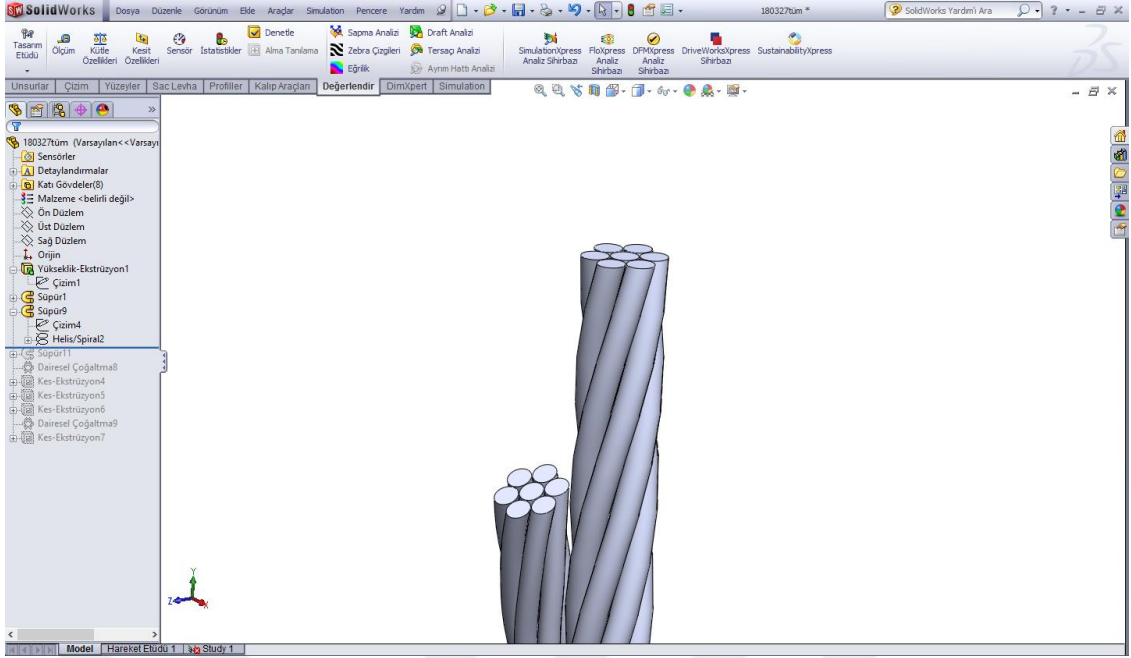 SolidWorks Dosya Düzenle Görünüm Ekle Araçlar Simulation Pencere Yardım 180327tüm * SolidWorks Yardım'ı Ara
Tasarım Etüdü
Ölçüm
Kütle Özellikleri
Kesit Özellikleri
Sensör
İstatistikler
Denetle
Alma Tanılama
Sapma Analizi
Zebra Çizgileri
Eğrilik
Draft Analizi
Tersaçı Analizi
Ayrım Hattı Analizi
SimulationXpress Analiz Sihirbazı
FloXpress Analiz Sihirbazı
DFMXpress Analiz Sihirbazı
DriveWorksXpress Sihirbazı
SustainabilityXpress
Unsurlar Çizim Yüzeyler Sac Levha Profiller Kalıp Araçları Değerlendir DimXpert Simulation
180327tüm (Varsayılan<<Varsayı
Sensörler
Detaylandırmalar
Katı Gövdeler(8)
Malzeme <belirli değil>
Ön Düzlem
Üst Düzlem
Sağ Düzlem
Orijin
Yükseklik-Ekstrüzyon1
Çizim1
Süpür1
Süpür9
Çizim4
Helis/Spiral2
Süpür11
Dairesel Çoğaltma8
Kes-Ekstrüzyon4
Kes-Ekstrüzyon5
Kes-Ekstrüzyon6
Dairesel Çoğaltma9
Kes-Ekstrüzyon7
Y
Z X
Model Hareket Etüdü 1 Study 1